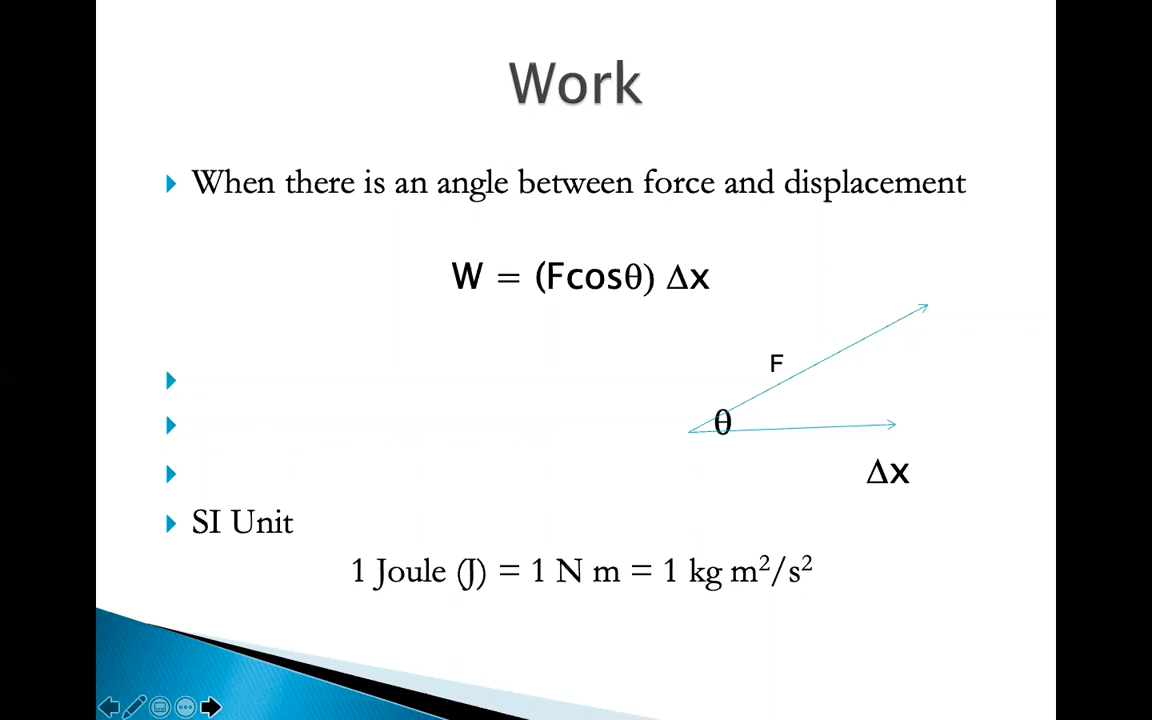 Work
When there is an angle between force and displacement
W = (Fcosθ) Δx
F
θ
Δx
SI Unit
1 Joule (J) = 1 N m = 1 kg m²/s²